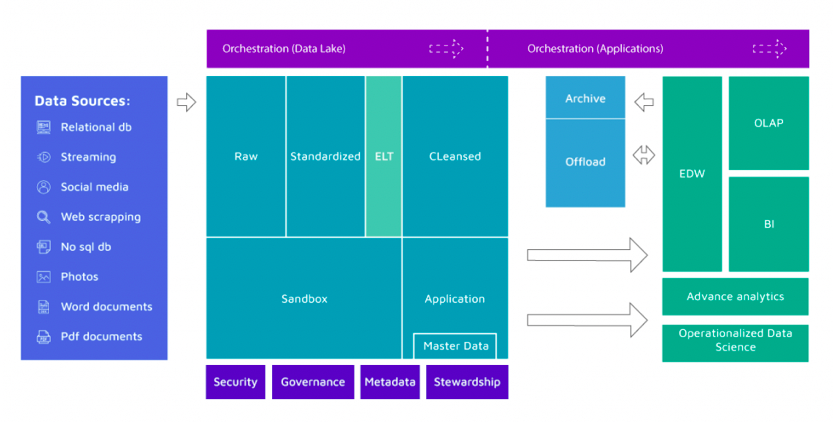 Orchestration (Data Lake)
Orchestration (Applications)
Data Sources:
Relational db
Streaming
Social media
Web scrapping
No sql db
Photos
Word documents
Pdf documents
Raw
Standardized
ELT
CLeansed
Sandbox
Application
Master Data
Security
Governance
Metadata
Stewardship
Archive
Offload
EDW
OLAP
BI
Advance analytics
Operationalized Data
Science